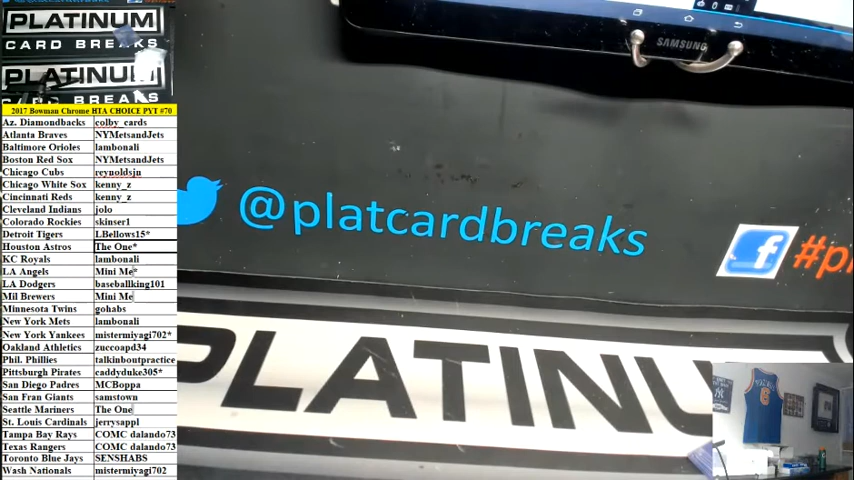 PLATINUM
CARD BREAKS
PLATINUM
CARD BREAKS
2017 Bowman Chrome HTA CHOICE PYT #70
Az. Diamondbacks colby_cards
Atlanta Braves NYMetsandJets
Baltimore Orioles lambonali
Boston Red Sox NYMetsandJets
Chicago Cubs reynoldsjn
Chicago White Sox kenny_z
Cincinnati Reds kenny_z
Cleveland Indians jolo
Colorado Rockies skinser1
Detroit Tigers LBellows15*
Houston Astros The One*
KC Royals lambonali
LA Angels Mini Me*
LA Dodgers baseballking101
Mil Brewers Mini Me
Minnesota Twins gohabs
New York Mets lambonali
New York Yankees mistermiyagi702*
Oakland Athletics zuccoapd34
Phil. Phillies talkinboutpractice
Pittsburgh Pirates caddyduke305*
San Diego Padres MCBoppa
San Fran Giants samstown
Seattle Mariners The One
St. Louis Cardinals jerrysappl
Tampa Bay Rays COMC dalando73
Texas Rangers COMC dalando73
Toronto Blue Jays SENSHABS
Wash Nationals mistermiyagi702
SAMSUNG
@platcardbreaks
f #pl
PLATINU